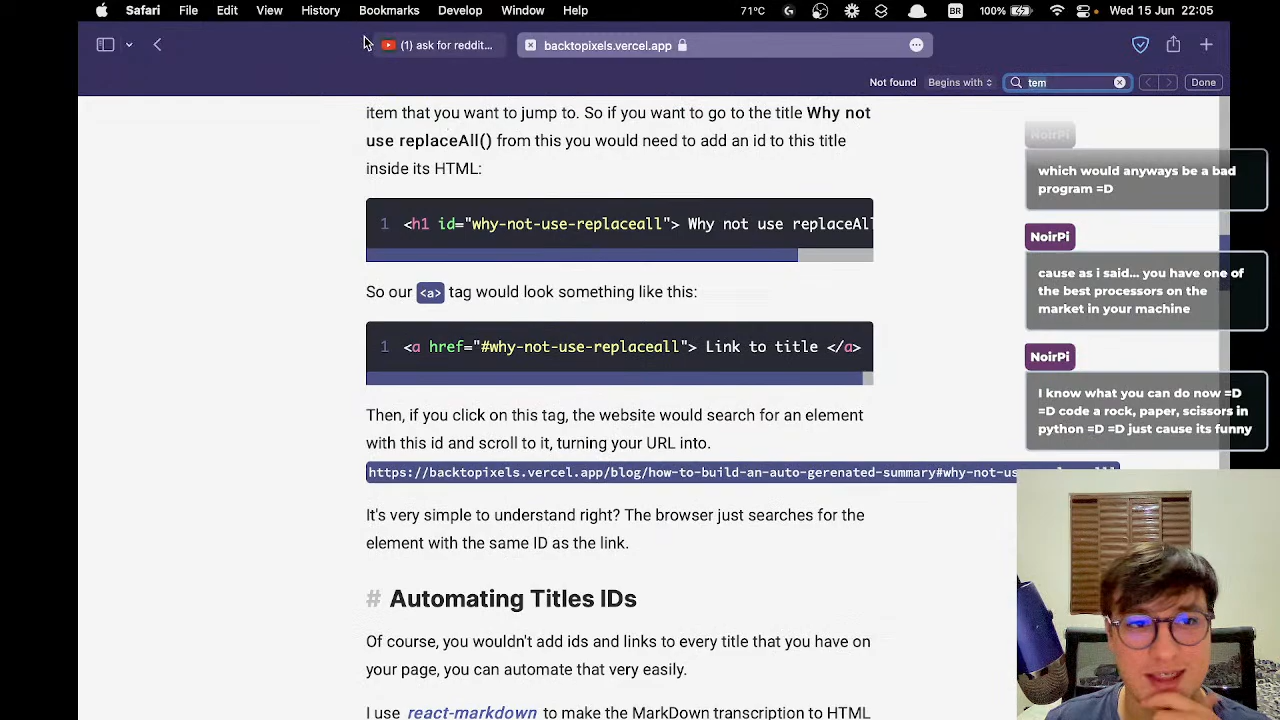 Safari File Edit View History Bookmarks Develop Window Help 71°C BR 100% Wed 15 Jun 22:05
(1) ask for reddit... backtopixels.vercel.app
Not found Begins with tem Done
item that you want to jump to. So if you want to go to the title Why not
use replaceAll() from this you would need to add an id to this title
inside its HTML:
1 <h1 id="why-not-use-replaceall"> Why not use replaceAll
So our <a> tag would look something like this:
1 <a href="#why-not-use-replaceall"> Link to title </a>
Then, if you click on this tag, the website would search for an element
with this id and scroll to it, turning your URL into.
https://backtopixels.vercel.app/blog/how-to-build-an-auto-gerenated-summary#why-not-us
It's very simple to understand right? The browser just searches for the
element with the same ID as the link.
# Automating Titles IDs
Of course, you wouldn't add ids and links to every title that you have on
your page, you can automate that very easily.
I use react-markdown to make the MarkDown transcription to HTML
NoirPi
which would anyways be a bad
program =D
NoirPi
cause as i said... you have one of
the best processors on the
market in your machine
NoirPi
I know what you can do now =D
=D code a rock, paper, scissors in
python =D =D just cause its funny